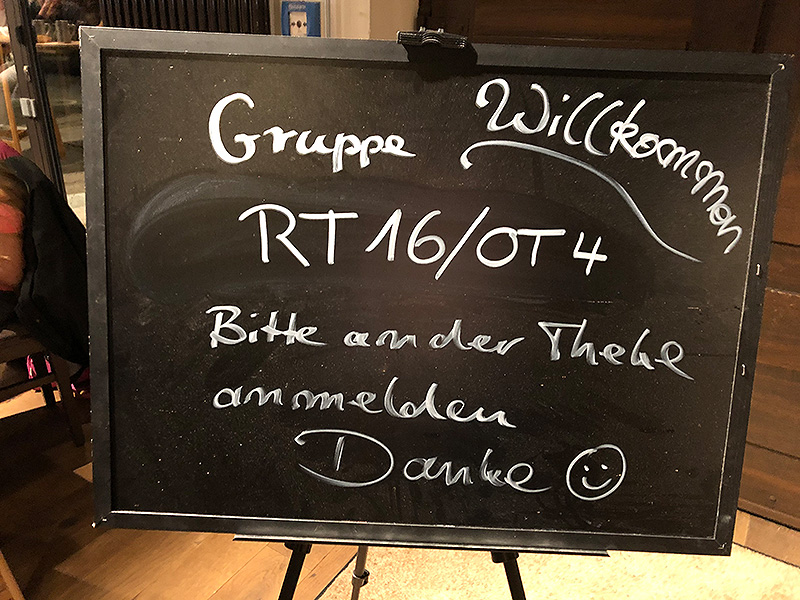 Gruppe Willkommen
RT 16/OT 4
Bitte an der Theke
anmelden
Danke ☺